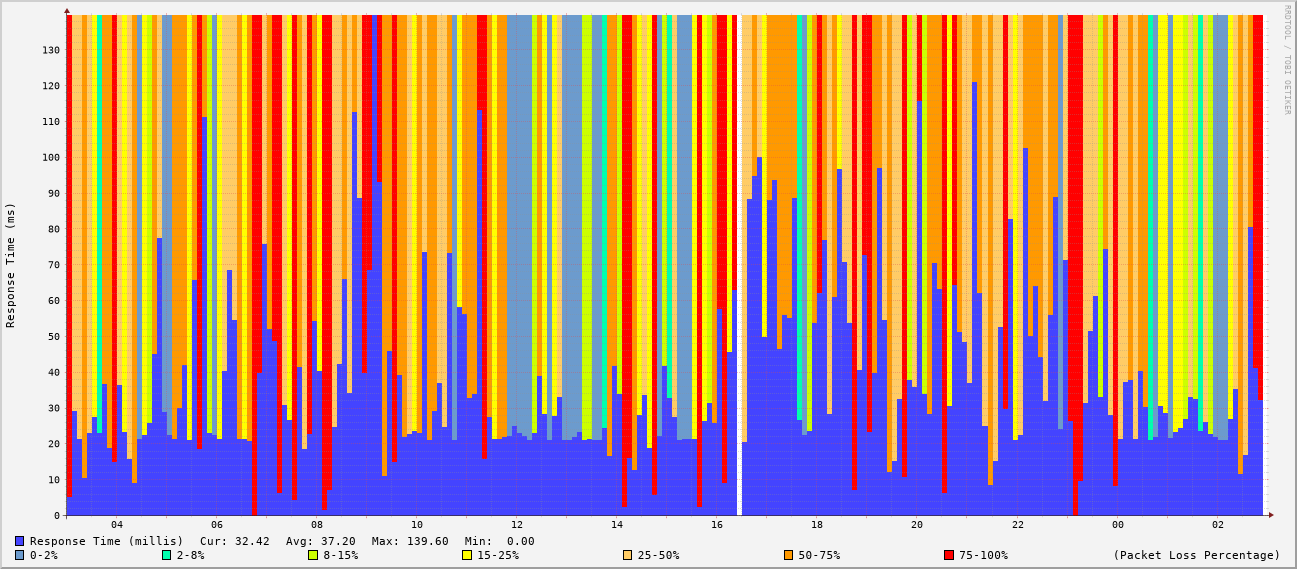 RRDTOOL / TOBI OETIKER
Response Time (ms)
130
120
110
100
90
80
70
60
50
40
30
20
10
0
04 06 08 10 12 14 16 18 20 22 00 02
Response Time (millis) Cur: 32.42 Avg: 37.20 Max: 139.60 Min: 0.00
0-2% 2-8% 8-15% 15-25% 25-50% 50-75% 75-100% (Packet Loss Percentage)